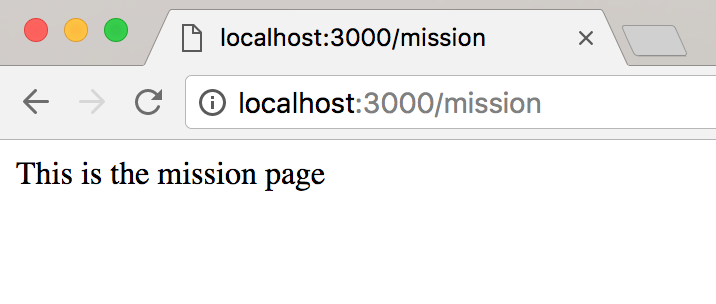 localhost:3000/mission
localhost:3000/mission
This is the mission page